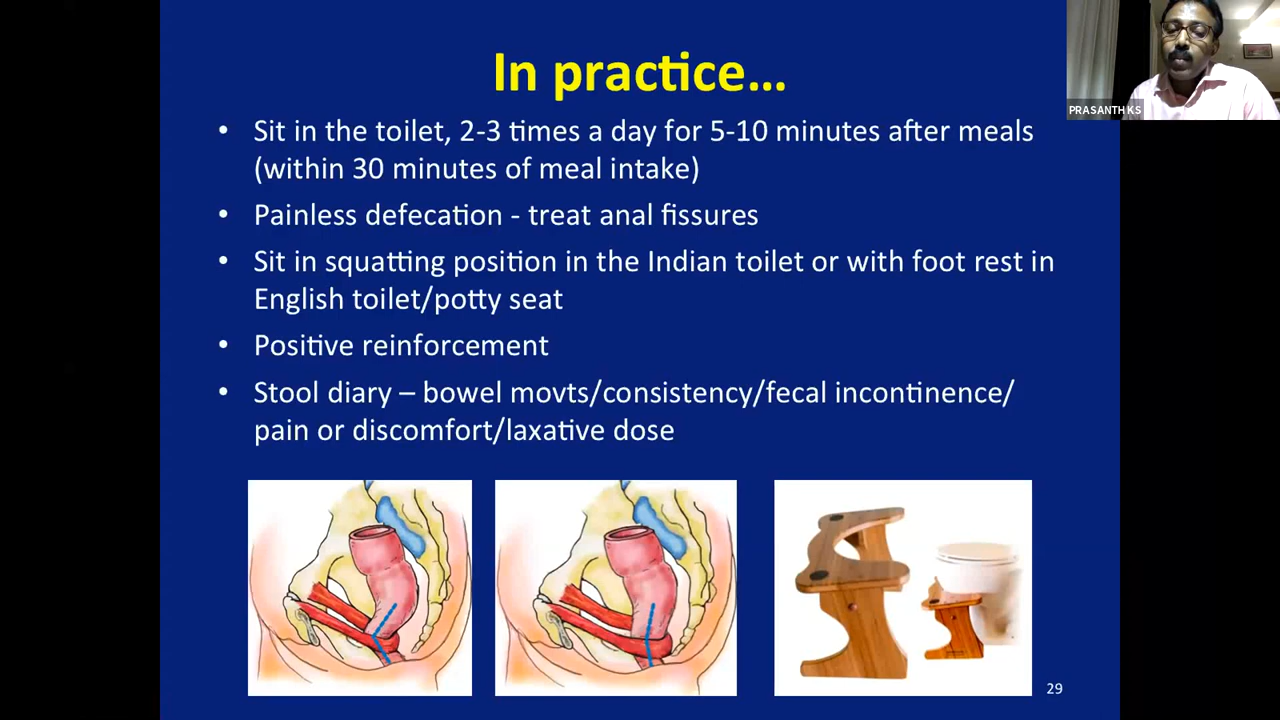 In practice...
• Sit in the toilet, 2-3 times a day for 5-10 minutes after meals
(within 30 minutes of meal intake)
• Painless defecation - treat anal fissures
• Sit in squatting position in the Indian toilet or with foot rest in
English toilet/potty seat
• Positive reinforcement
• Stool diary – bowel movts/consistency/fecal incontinence/
pain or discomfort/laxative dose
29
PRASANTH KS